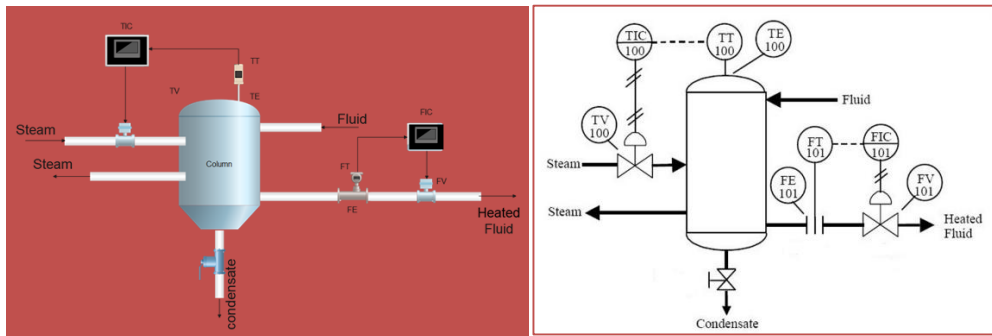 TIC
TT
TV
TE
FIC
Steam
Fluid
Steam
Column
FT
FV
FE
Heated
Fluid
condensate
TIC
100
TT
100
TE
100
Fluid
TV
100
FT
101
FIC
101
Steam
FE
101
FV
101
Steam
Heated
Fluid
Condensate